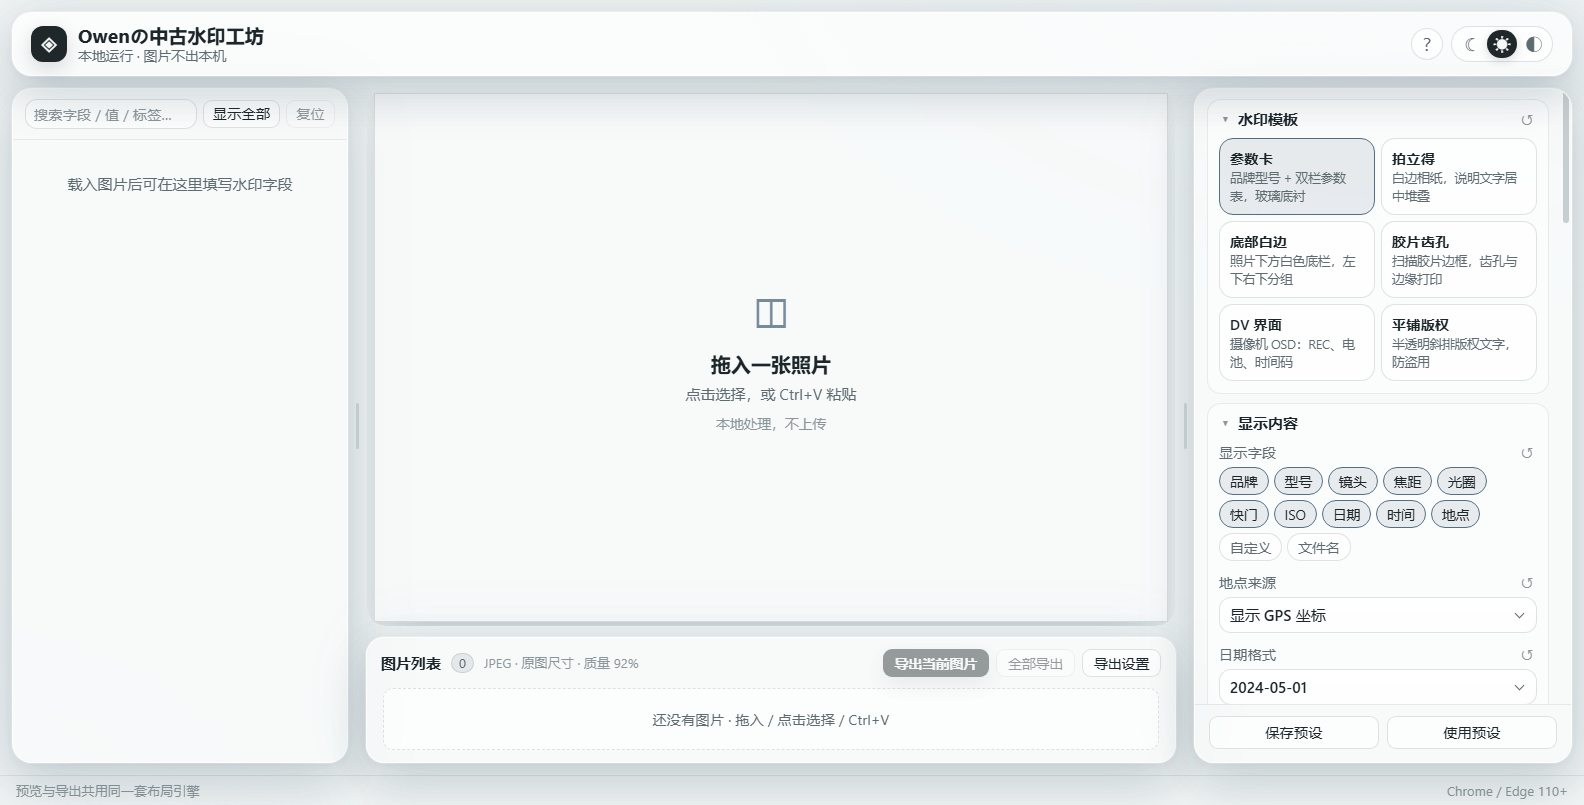 Owenの中古水印工坊
本地运行 · 图片不出本机
?
搜索字段 / 值 / 标签...
显示全部
复位
载入图片后可在这里填写水印字段
拖入一张照片
点击选择，或 Ctrl+V 粘贴
本地处理，不上传
图片列表
0
JPEG · 原图尺寸 · 质量 92%
导出当前图片
全部导出
导出设置
还没有图片 · 拖入 / 点击选择 / Ctrl+V
水印模板
参数卡
品牌型号 + 双栏参数
表，玻璃底衬
拍立得
白边相纸，说明文字居
中堆叠
底部白边
照片下方白色底栏，左
下右下分组
胶片齿孔
扫描胶片边框，齿孔与
边缘打印
DV 界面
摄像机 OSD：REC、电
池、时间码
平铺版权
半透明斜排版权文字，
防盗用
显示内容
显示字段
品牌
型号
镜头
焦距
光圈
快门
ISO
日期
时间
地点
自定义
文件名
地点来源
显示 GPS 坐标
日期格式
2024-05-01
保存预设
使用预设
预览与导出共用同一套布局引擎
Chrome / Edge 110+